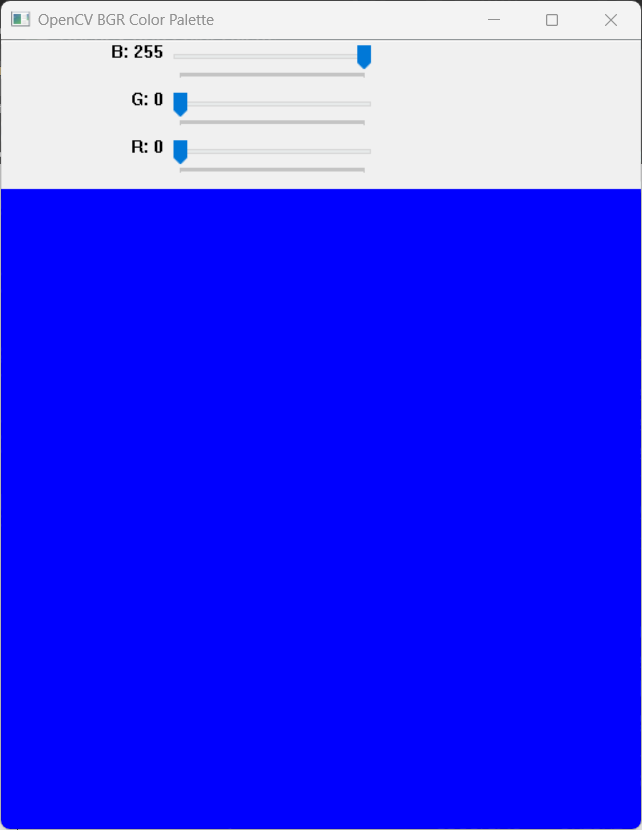 OpenCV BGR Color Palette
B: 255
G: 0
R: 0